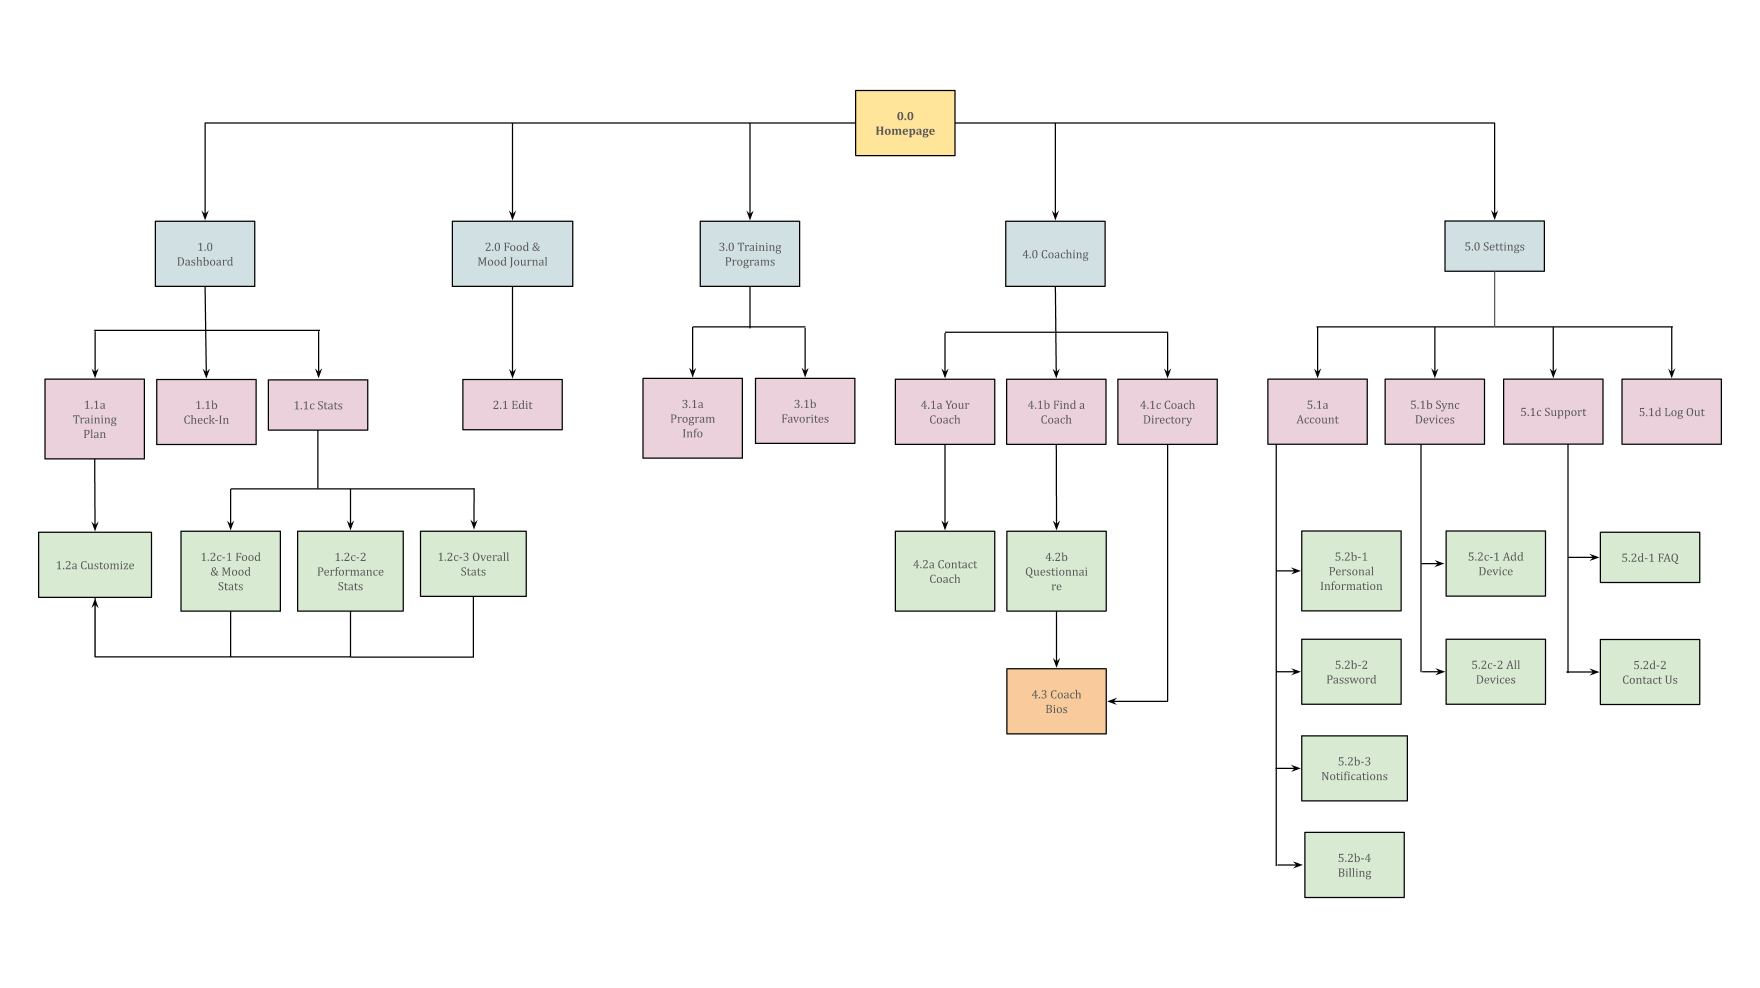 0.0
Homepage
1.0
Dashboard
2.0 Food &
Mood Journal
3.0 Training
Programs
4.0 Coaching
5.0 Settings
1.1a
Training
Plan
1.1b
Check-In
1.1c Stats
2.1 Edit
3.1a
Program
Info
3.1b
Favorites
4.1a Your
Coach
4.1b Find a
Coach
4.1c Coach
Directory
5.1a
Account
5.1b Sync
Devices
5.1c Support
5.1d Log Out
1.2a Customize
1.2c-1 Food
& Mood
Stats
1.2c-2
Performance
Stats
1.2c-3 Overall
Stats
4.2a Contact
Coach
4.2b
Questionnai
re
5.2b-1
Personal
Information
5.2c-1 Add
Device
5.2d-1 FAQ
4.3 Coach
Bios
5.2b-2
Password
5.2c-2 All
Devices
5.2d-2
Contact Us
5.2b-3
Notifications
5.2b-4
Billing